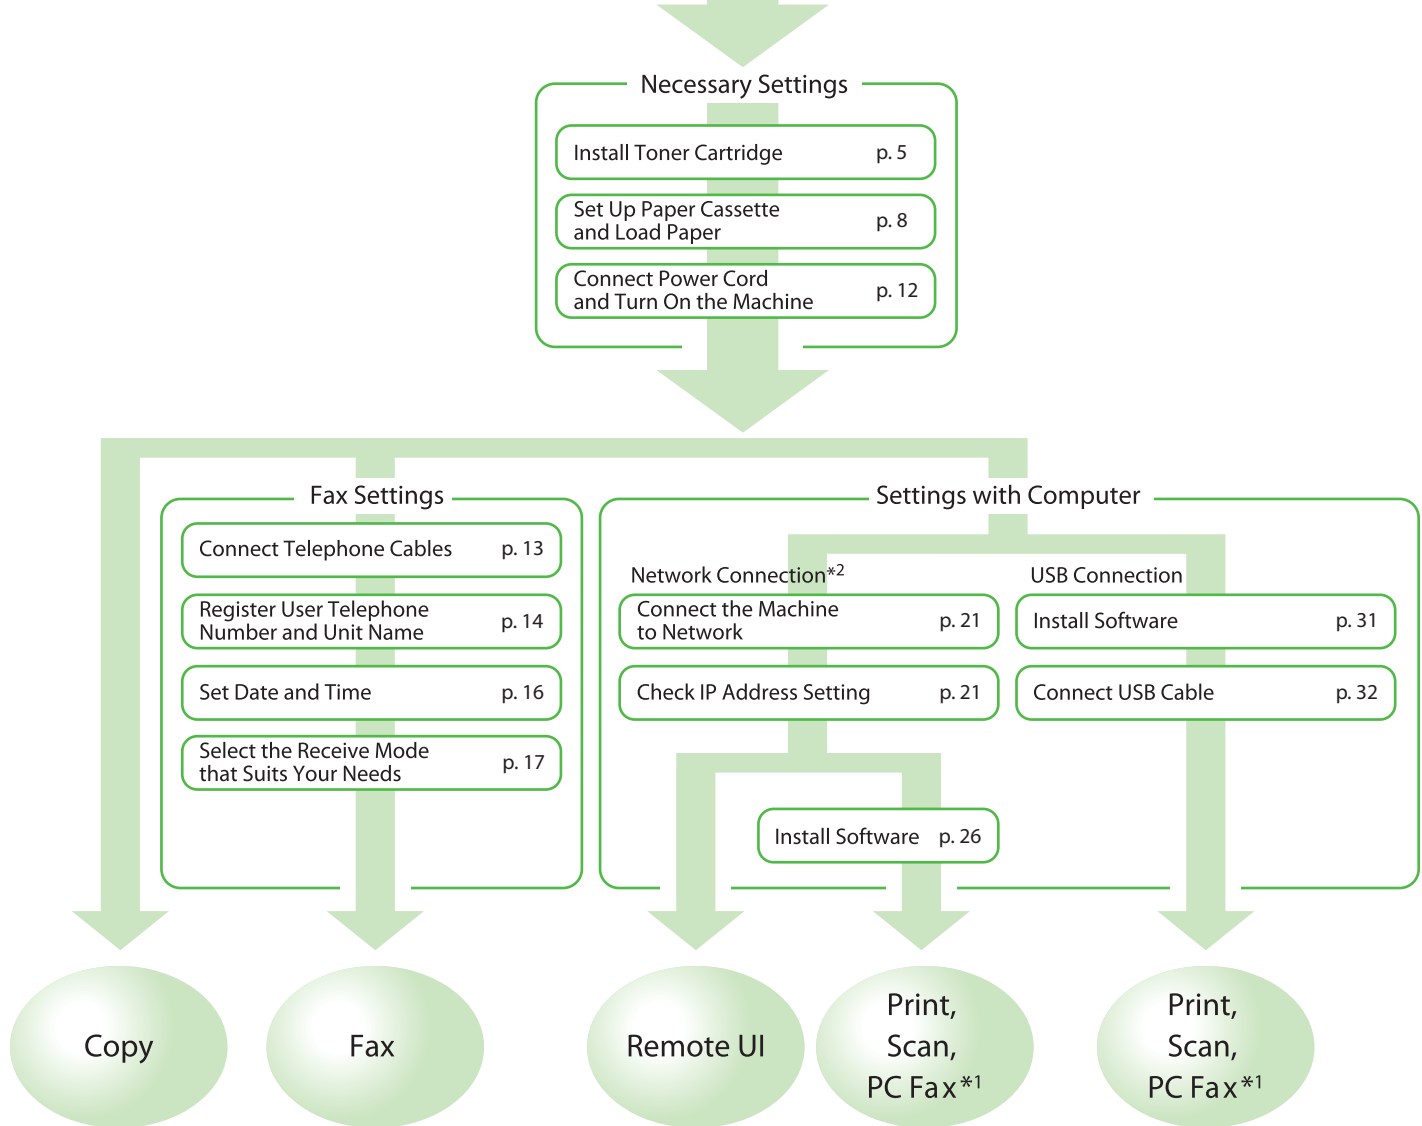 Necessary Settings
Install Toner Cartridge p. 5
Set Up Paper Cassette
and Load Paper p. 8
Connect Power Cord
and Turn On the Machine p. 12
Fax Settings
Connect Telephone Cables p. 13
Register User Telephone
Number and Unit Name p. 14
Set Date and Time p. 16
Select the Receive Mode
that Suits Your Needs p. 17
Settings with Computer
Network Connection*2
Connect the Machine
to Network p. 21
Check IP Address Setting p. 21
Install Software p. 26
USB Connection
Install Software p. 31
Connect USB Cable p. 32
Copy
Fax
Remote UI
Print,
Scan,
PC Fax*1
Print,
Scan,
PC Fax*1